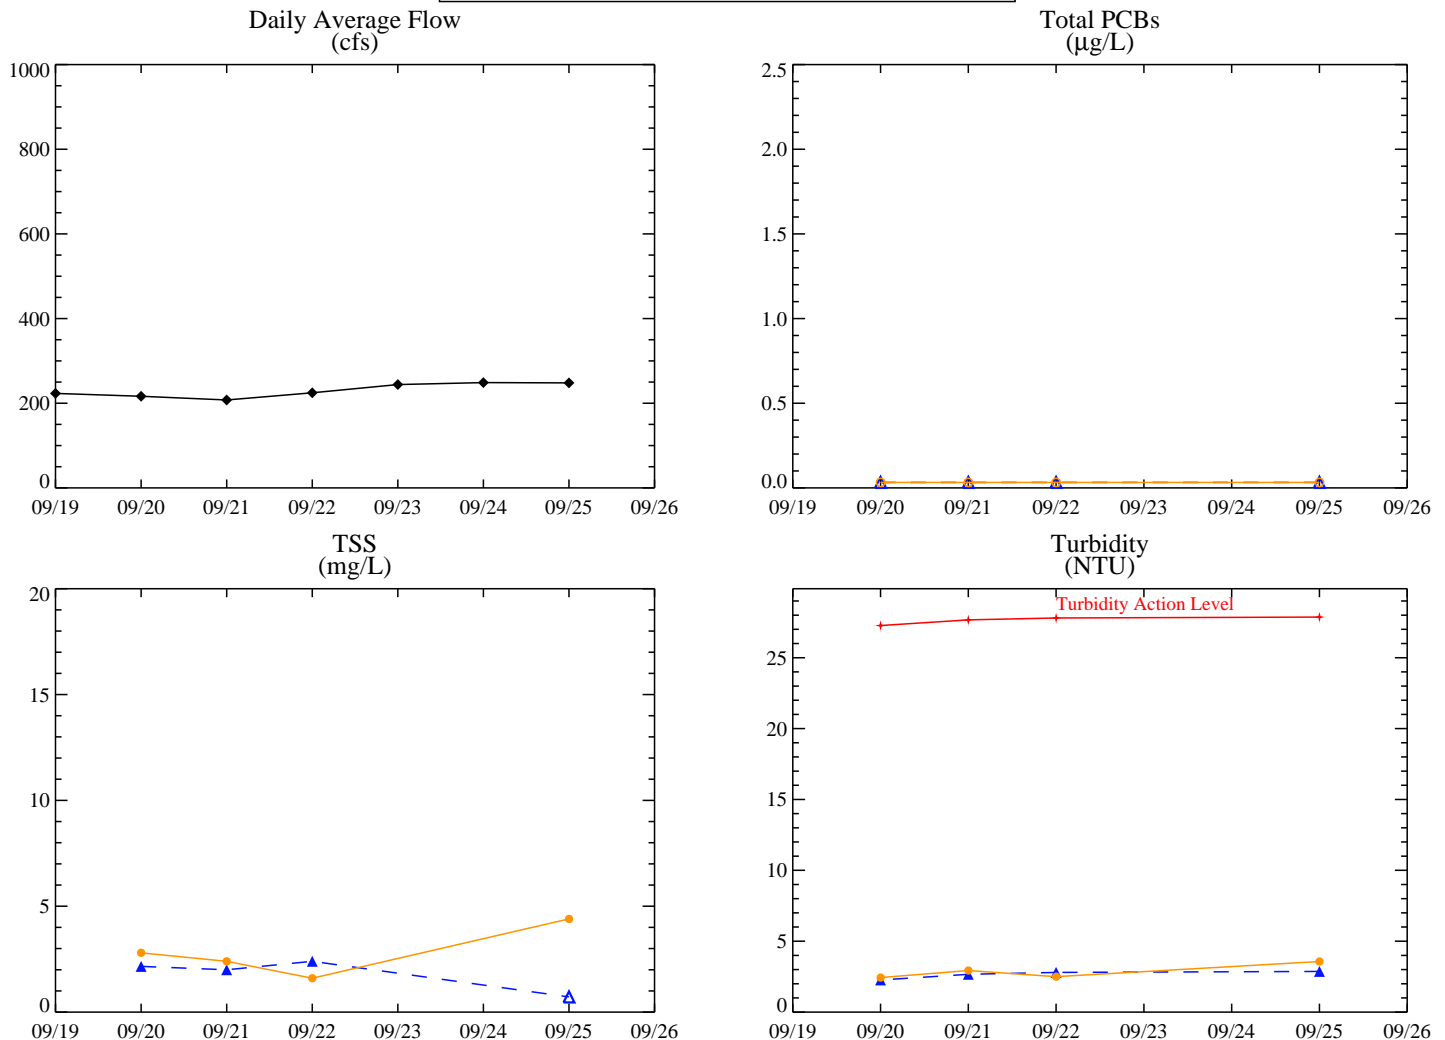 Daily Average Flow
(cfs)
1000
800
600
400
200
0
09/19 09/20 09/21 09/22 09/23 09/24 09/25 09/26
Total PCBs
(μg/L)
2.5
2.0
1.5
1.0
0.5
0.0
09/19 09/20 09/21 09/22 09/23 09/24 09/25 09/26
TSS
(mg/L)
20
15
10
5
0
09/19 09/20 09/21 09/22 09/23 09/24 09/25 09/26
Turbidity
(NTU)
Turbidity Action Level
25
20
15
10
5
0
09/19 09/20 09/21 09/22 09/23 09/24 09/25 09/26